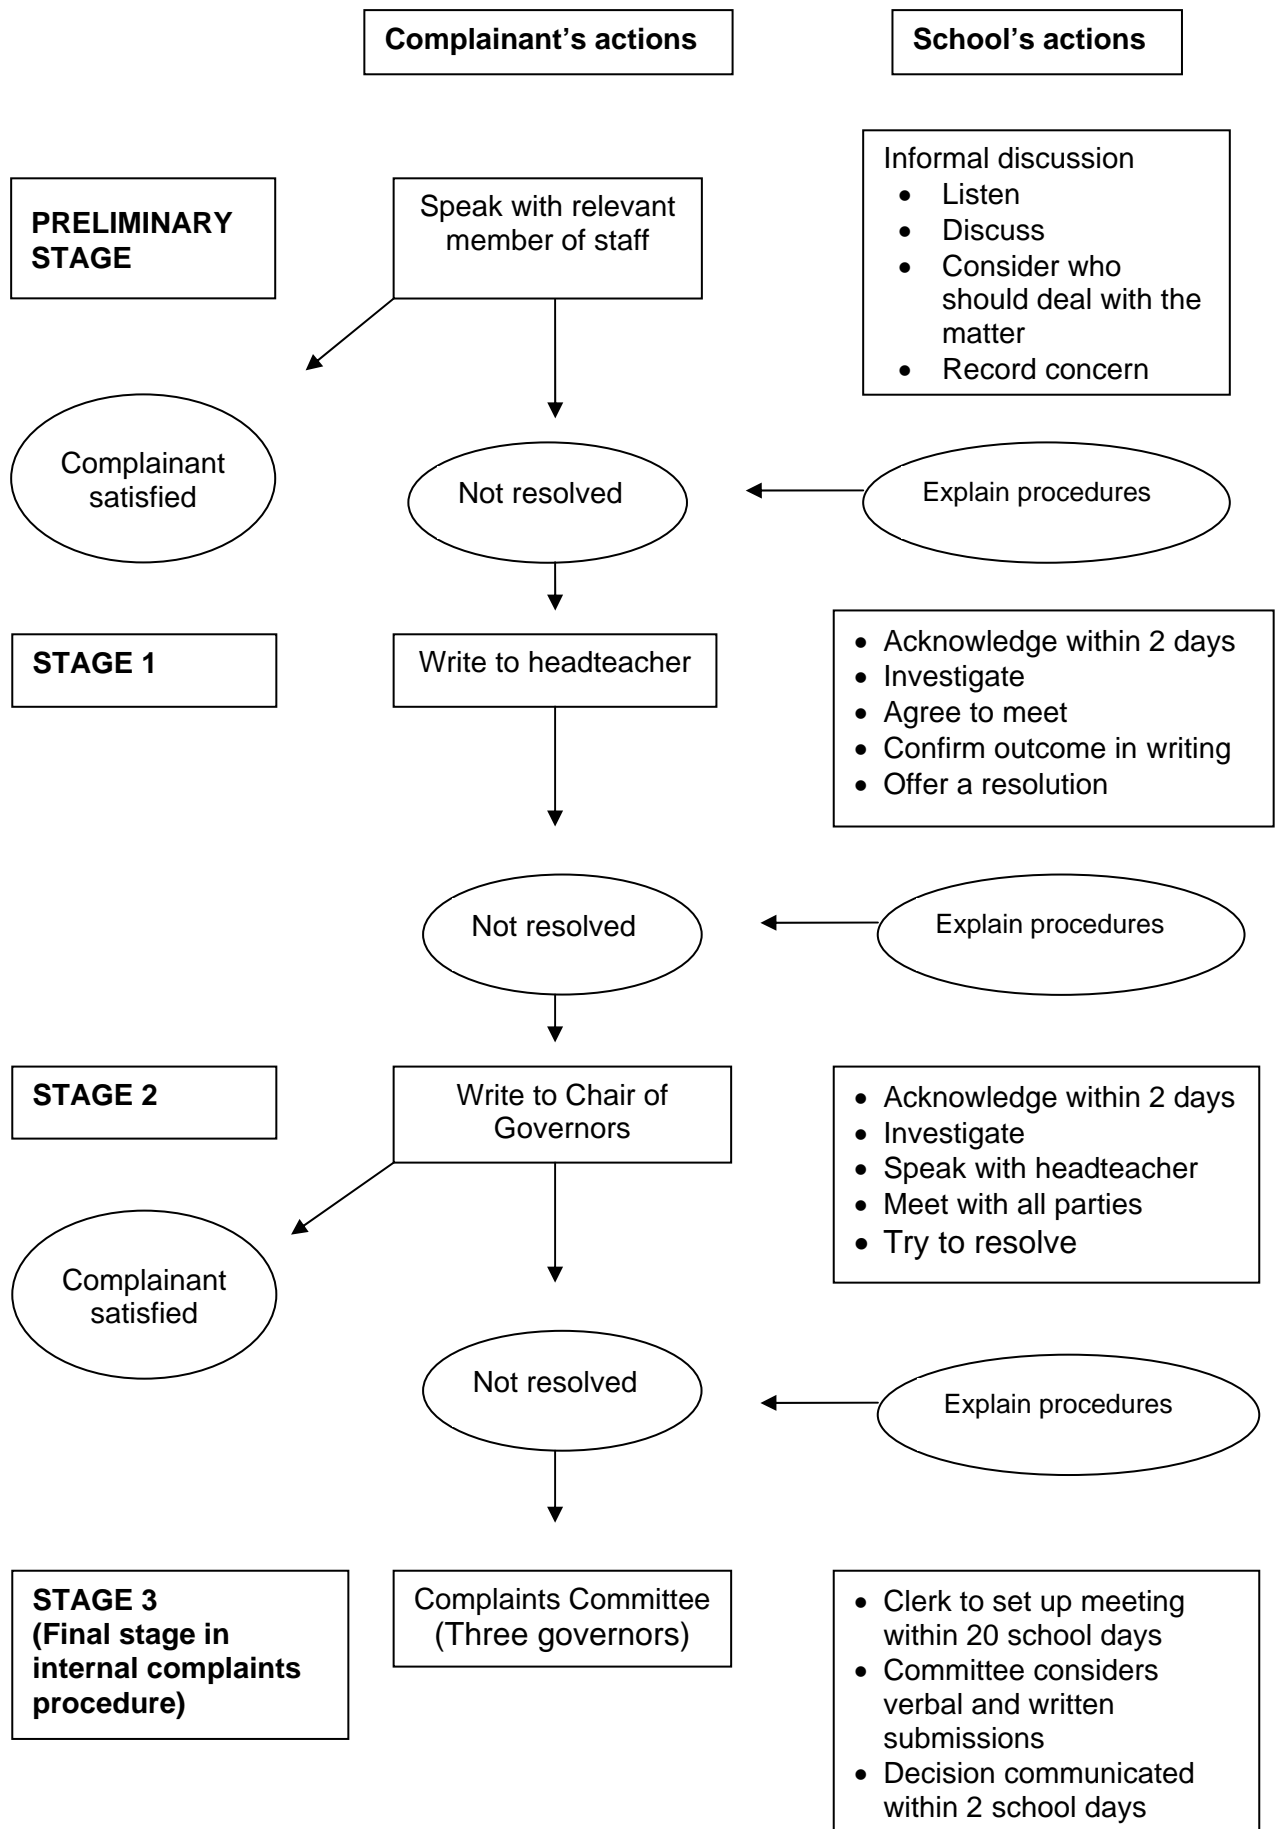 Complainant’s actions
School’s actions
PRELIMINARY
STAGE
Speak with relevant
member of staff
Informal discussion
• Listen
• Discuss
• Consider who
should deal with the
matter
• Record concern
Complainant
satisfied
Not resolved
Explain procedures
STAGE 1
Write to headteacher
• Acknowledge within 2 days
• Investigate
• Agree to meet
• Confirm outcome in writing
• Offer a resolution
Not resolved
Explain procedures
STAGE 2
Write to Chair of
Governors
• Acknowledge within 2 days
• Investigate
• Speak with headteacher
• Meet with all parties
• Try to resolve
Complainant
satisfied
Not resolved
Explain procedures
STAGE 3
(Final stage in
internal complaints
procedure)
Complaints Committee
(Three governors)
• Clerk to set up meeting
within 20 school days
• Committee considers
verbal and written
submissions
• Decision communicated
within 2 school days